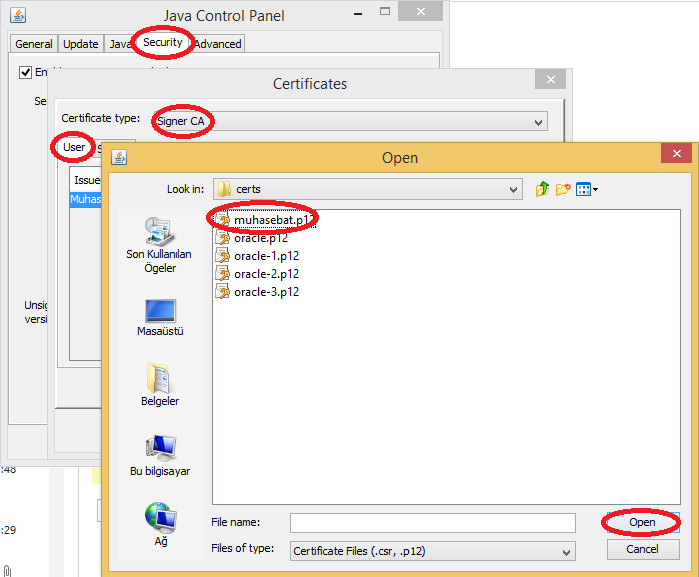 Java Control Panel
General Update Java Security Advanced
Certificates
Se
Certificate type: Signer CA
User S
Issue
Muhas
Unsig
versi
:48
:29
Open
Look in: certs
muhasebat.p12
oracle.p12
oracle-1.p12
oracle-2.p12
oracle-3.p12
Son Kullanılan
Ögeler
Masaüstü
Belgeler
Bu bilgisayar
Ağ
File name:
Open
Files of type: Certificate Files (.csr, .p12)
Cancel